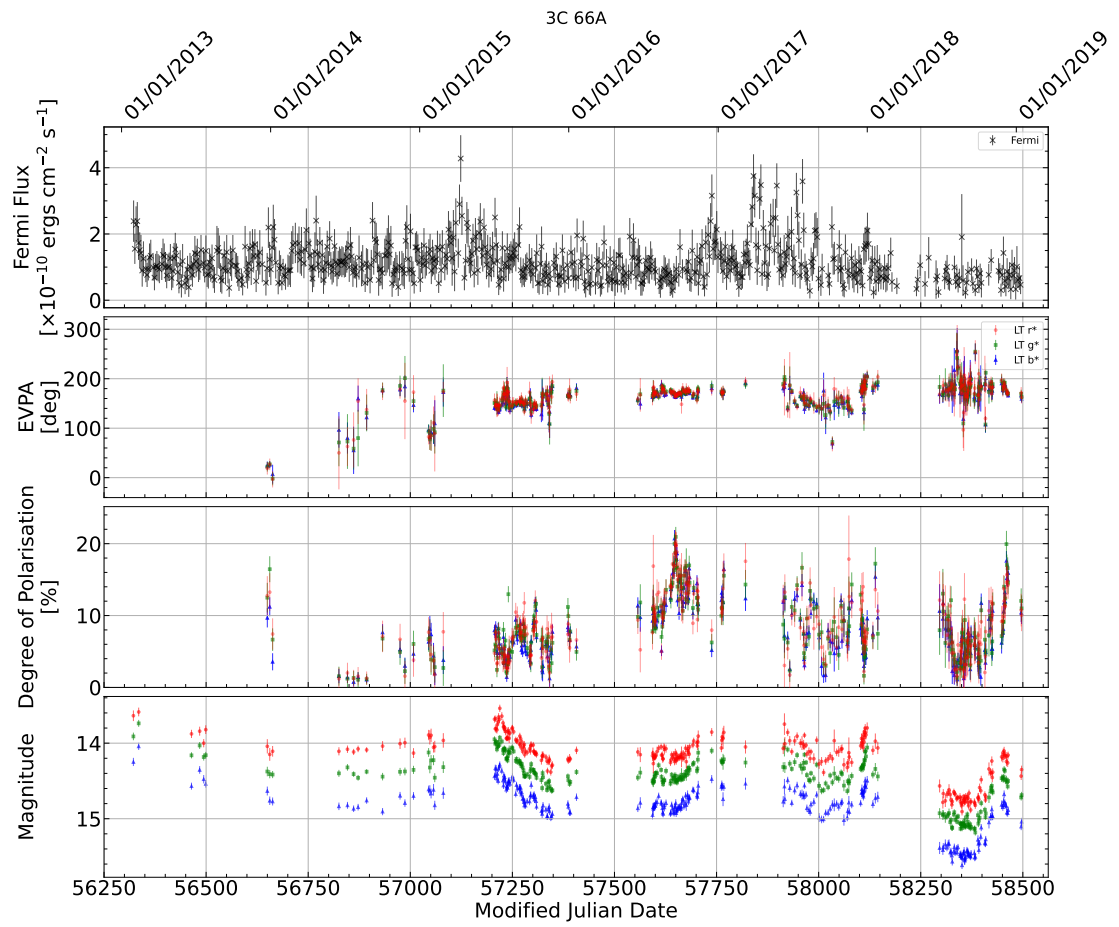 3C 66A
01/01/2013 01/01/2014 01/01/2015 01/01/2016 01/01/2017 01/01/2018 01/01/2019
Fermi Flux
[×10−10 ergs cm−2 s−1]
4
2
0
Fermi
EVPA
[deg]
300
200
100
0
LT r*
LT g*
LT b*
Degree of Polarisation
[%]
20
10
0
Magnitude
14
15
56250 56500 56750 57000 57250 57500 57750 58000 58250 58500
Modified Julian Date